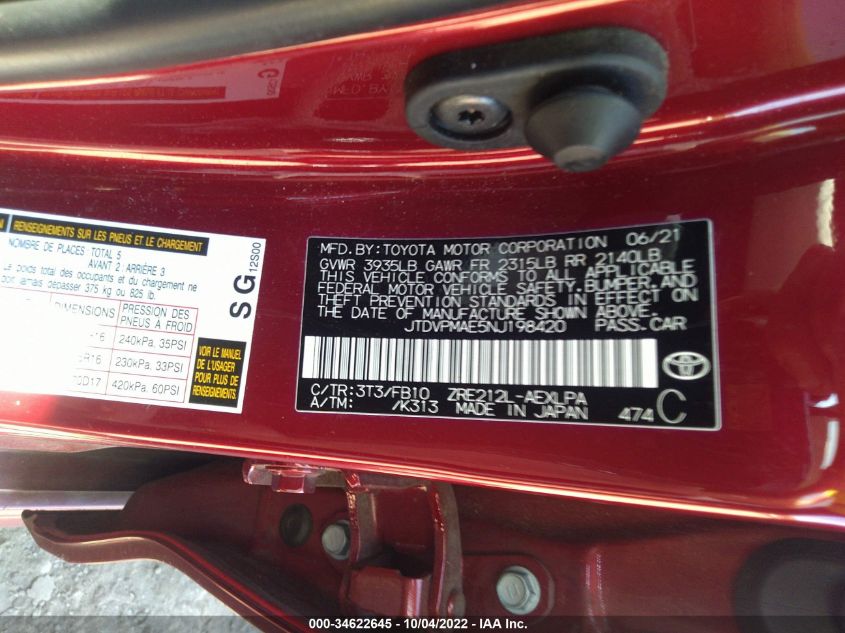 RENSEIGNEMENTS SUR LES PNEUS ET LE CHARGEMENT
NOMBRE DE PLACES: TOTAL 5
AVANT 2: ARRIÈRE 3
Le poids total des occupants et du chargement ne
doit jamais dépasser 375 kg ou 825 lb.
DIMENSIONS PRESSION DES
PNEUS À FROID
16 240kPa, 35PSI
R16 230kPa, 33PSI
D17 420kPa, 60PSI
VOIR LE MANUEL
DE L'USAGER
POUR PLUS DE
RENSEIGNEMENTS
SG
12S00
MFD.BY:TOYOTA MOTOR CORPORATION 06/21
GVWR 3935LB GAWR FR 2315LB RR 2140LB
THIS VEHICLE CONFORMS TO ALL APPLICABLE
FEDERAL MOTOR VEHICLE SAFETY,BUMPER,AND
THEFT PREVENTION STANDARDS IN EFFECT ON
THE DATE OF MANUFACTURE SHOWN ABOVE.
JTDVPMAE5NJ198420 PASS.CAR
C/TR:3T3/FB10 ZRE212L-AEXLPA
A/TM: /K313 MADE IN JAPAN 474 C
000-34622645 - 10/04/2022 - IAA Inc.